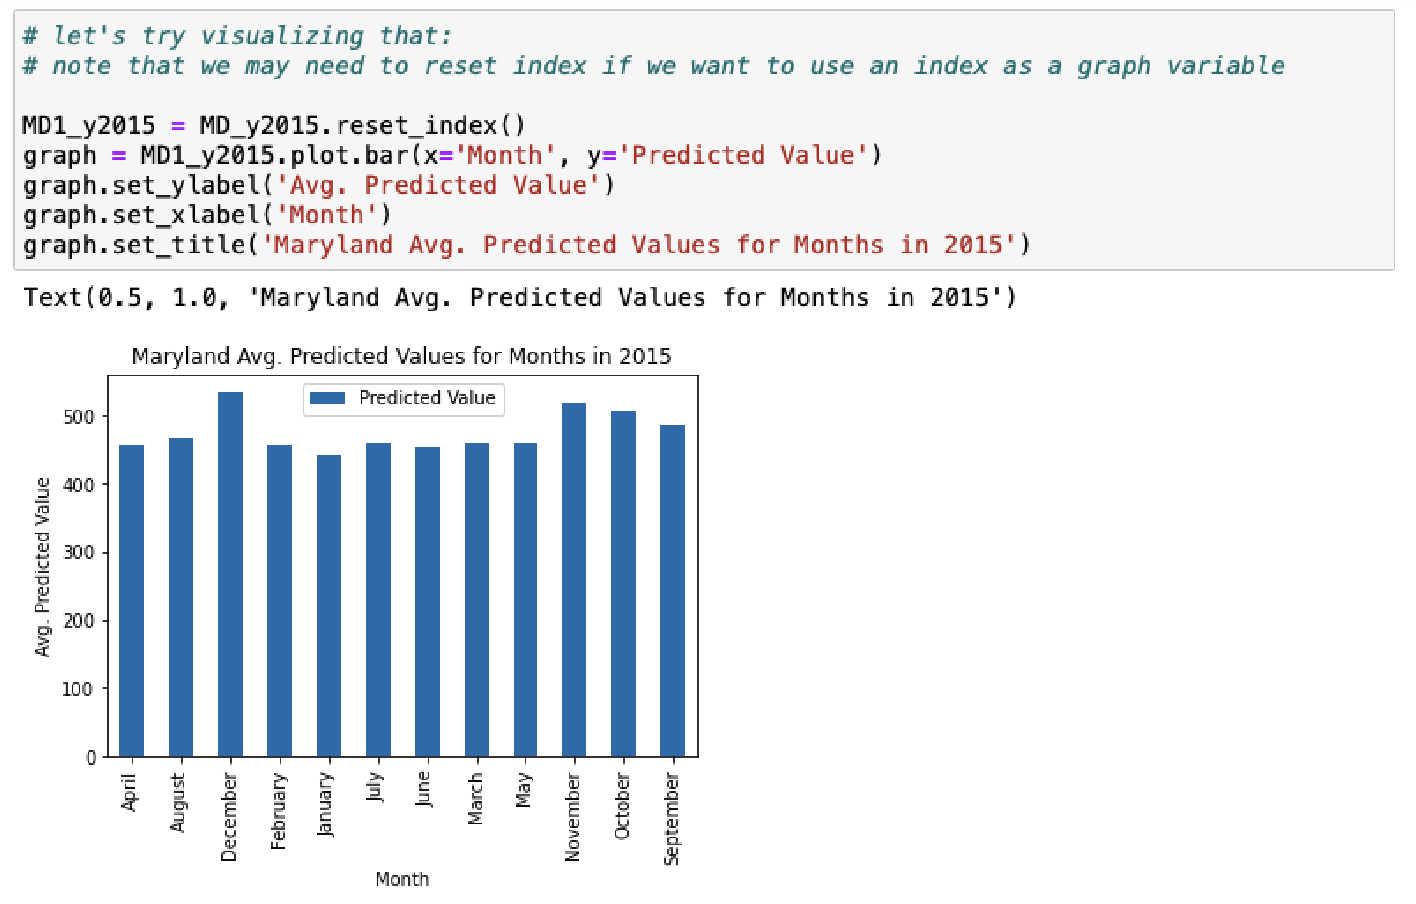 # let's try visualizing that:
# note that we may need to reset index if we want to use an index as a graph variable
MD1_y2015 = MD_y2015.reset_index()
graph = MD1_y2015.plot.bar(x='Month', y='Predicted Value')
graph.set_ylabel('Avg. Predicted Value')
graph.set_xlabel('Month')
graph.set_title('Maryland Avg. Predicted Values for Months in 2015')
Text(0.5, 1.0, 'Maryland Avg. Predicted Values for Months in 2015')
Maryland Avg. Predicted Values for Months in 2015
Predicted Value
Avg. Predicted Value
500
400
300
200
100
0
April
August
December
February
January
July
June
March
May
November
October
September
Month